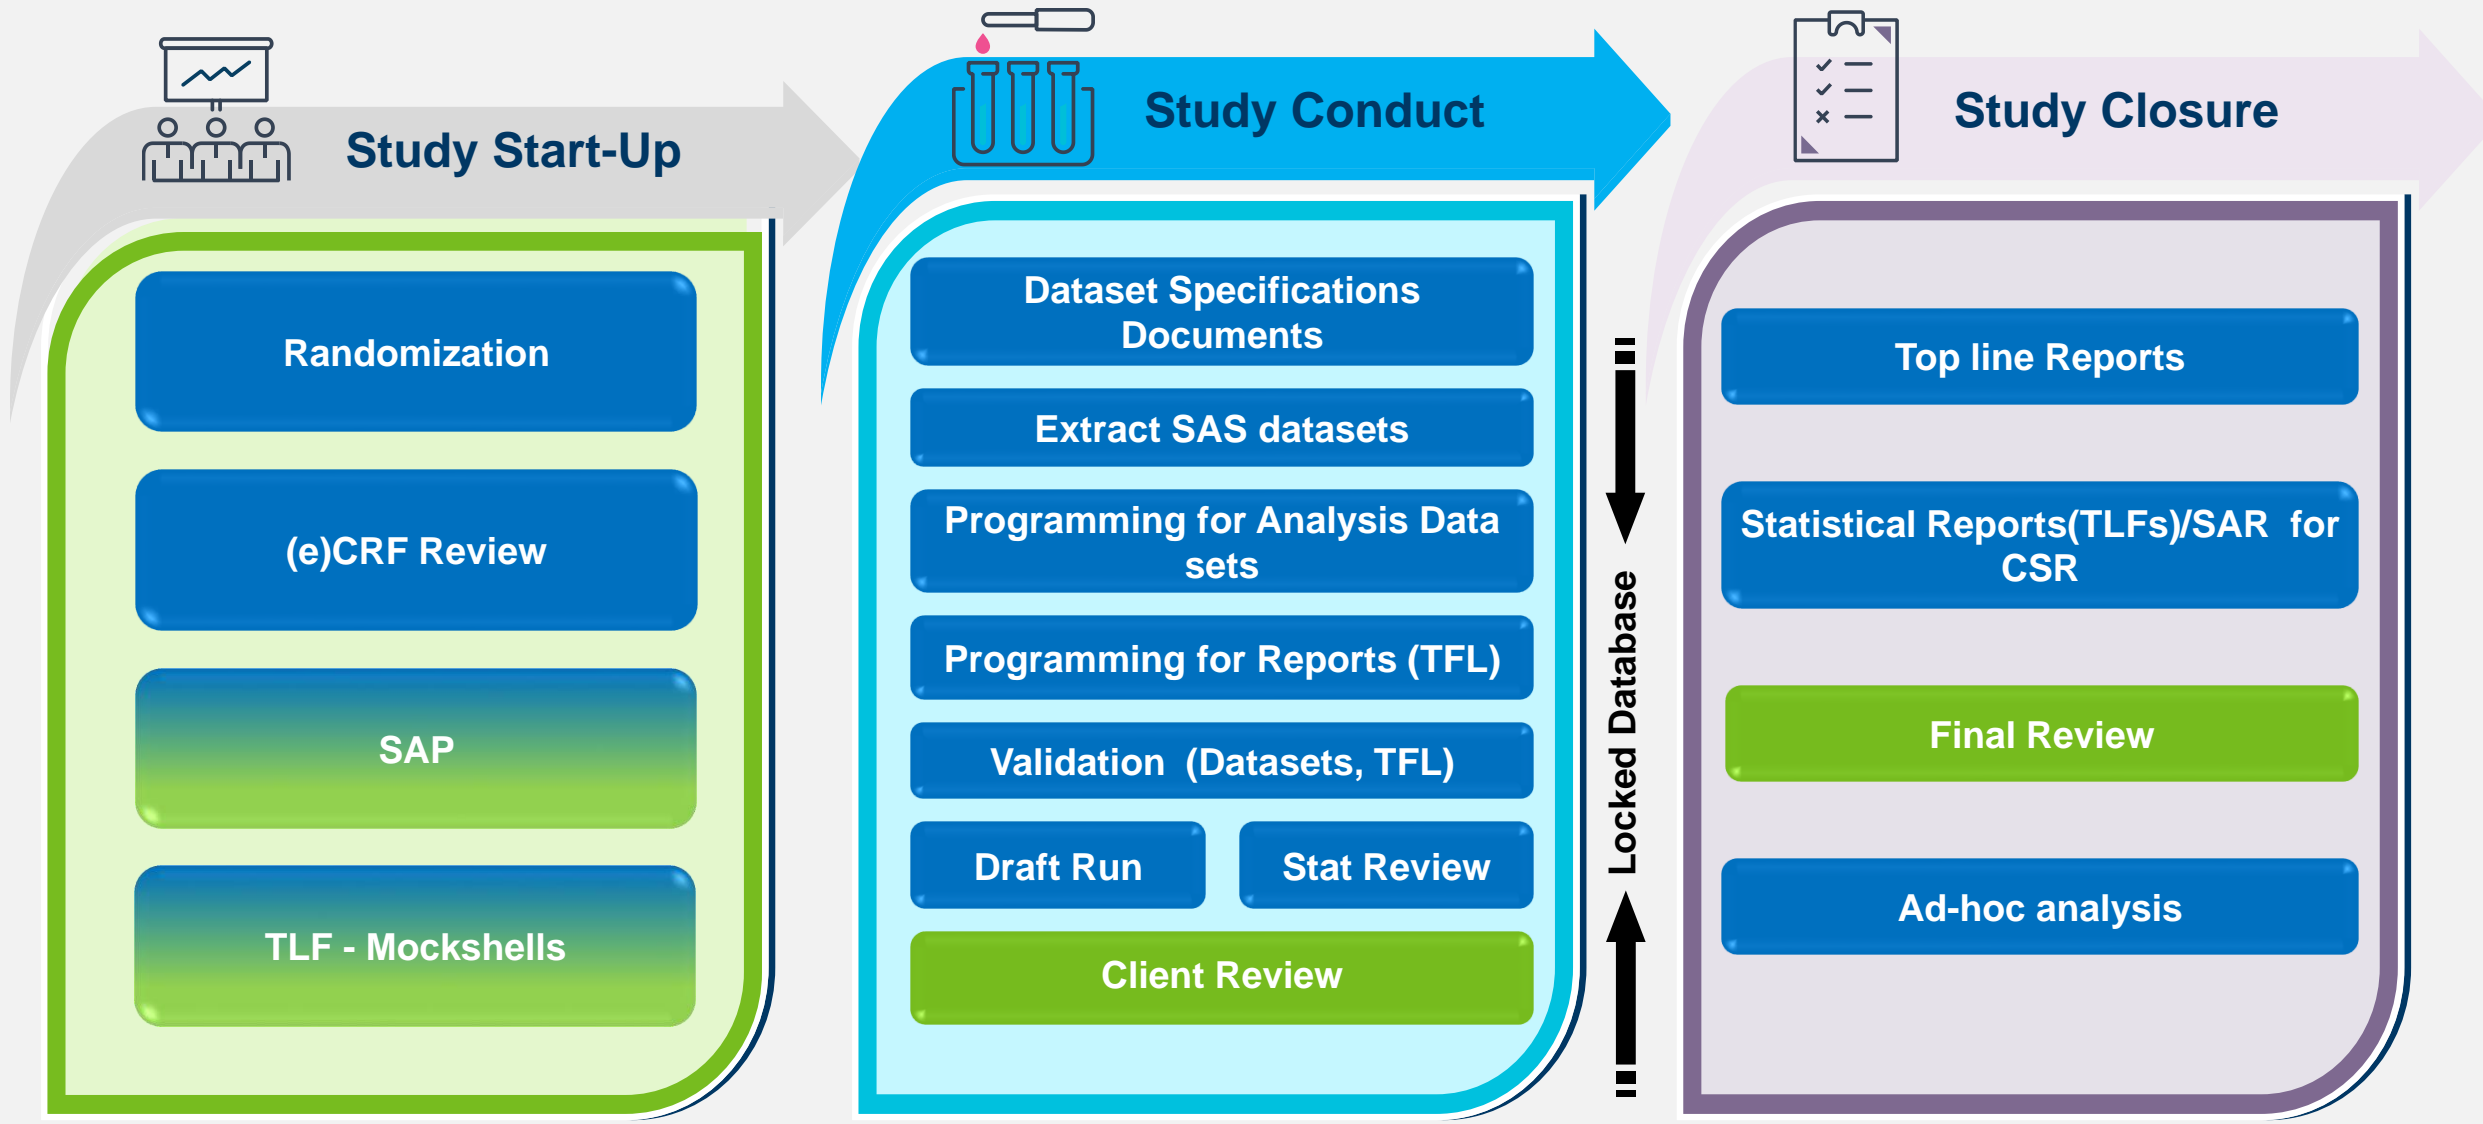 Study Start-Up
Randomization
(e)CRF Review
SAP
TLF - Mockshells
Study Conduct
Dataset Specifications
Documents
Extract SAS datasets
Programming for Analysis Data
sets
Programming for Reports (TFL)
Validation  (Datasets, TFL)
Draft Run
Stat Review
Client Review
Locked Database
Study Closure
Top line Reports
Statistical Reports(TLFs)/SAR  for
CSR
Final Review
Ad-hoc analysis